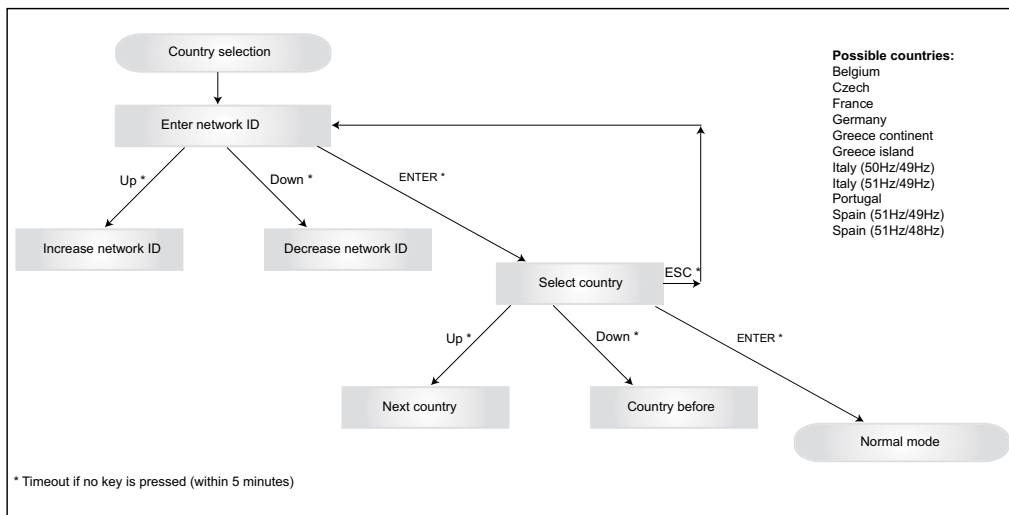 Country selection
Possible countries:
Belgium
Czech
France
Germany
Greece continent
Greece island
Italy (50Hz/49Hz)
Italy (51Hz/49Hz)
Portugal
Spain (51Hz/49Hz)
Spain (51Hz/48Hz)
Enter network ID
Up *
Down *
ENTER *
Increase network ID
Decrease network ID
Select country
ESC *
Up *
Down *
ENTER *
Next country
Country before
Normal mode
* Timeout if no key is pressed (within 5 minutes)